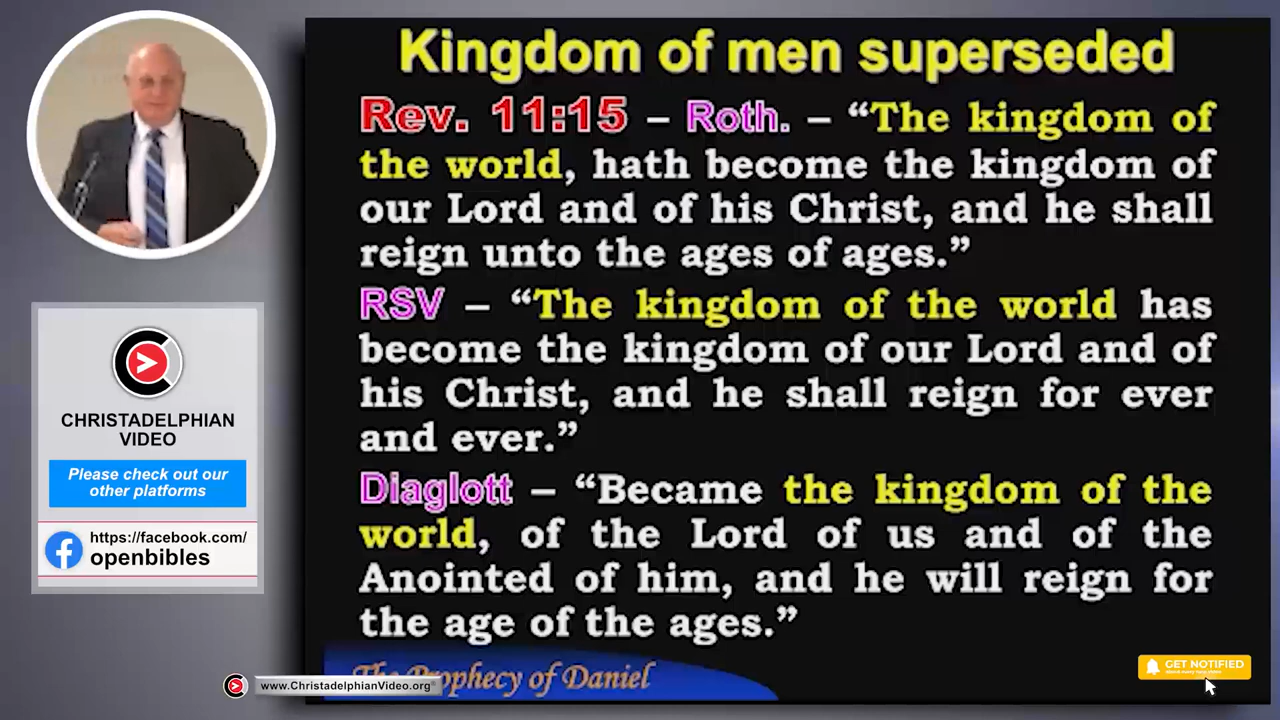 Kingdom of men superseded
Rev. 11:15 – Roth. – “The kingdom of
the world, hath become the kingdom of
our Lord and of his Christ, and he shall
reign unto the ages of ages.”
RSV – “The kingdom of the world has
become the kingdom of our Lord and of
his Christ, and he shall reign for ever
and ever.”
Diaglott – “Became the kingdom of the
world, of the Lord of us and of the
Anointed of him, and he will reign for
the age of the ages.”
The Prophecy of Daniel
CHRISTADELPHIAN
VIDEO
Please check out our
other platforms
https://facebook.com/
openbibles
www.ChristadelphianVideo.org
GET NOTIFIED